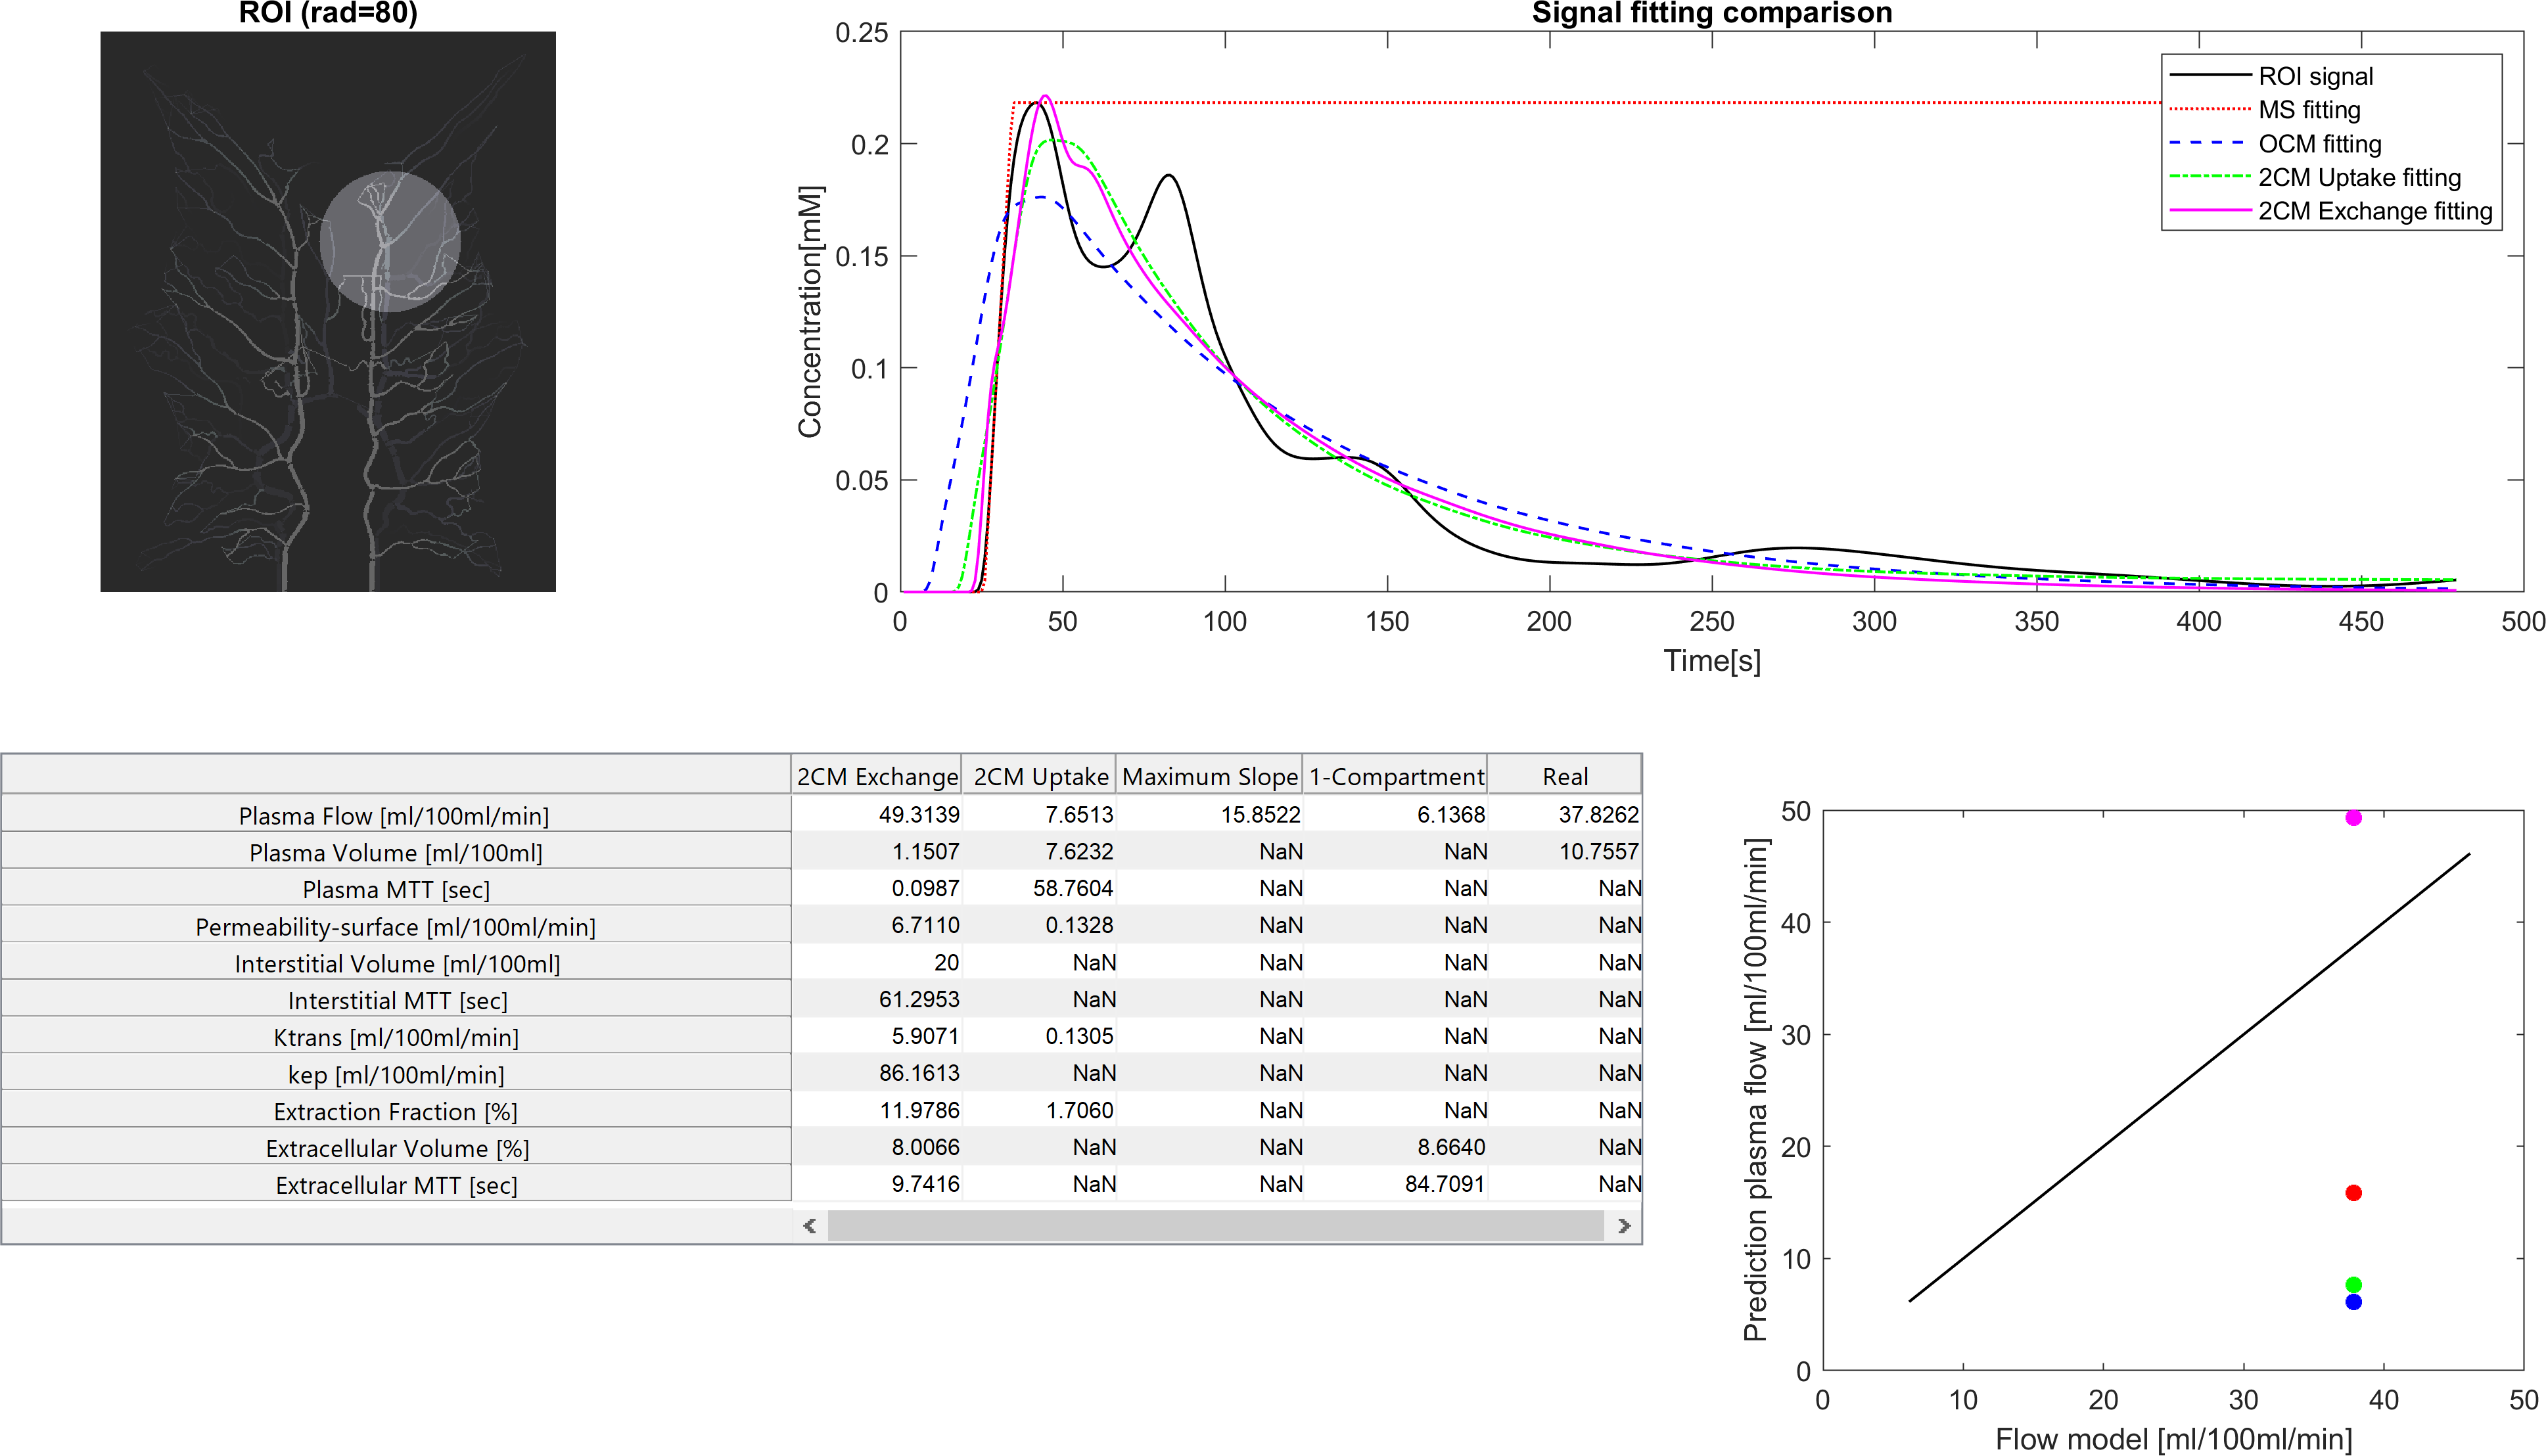 ROI (rad=80)
Signal fitting comparison
0.25
0.2
0.15
0.1
0.05
0
Concentration[mM]
ROI signal
MS fitting
OCM fitting
2CM Uptake fitting
2CM Exchange fitting
0 50 100 150 200 250 300 350 400 450 500
Time[s]
2CM Exchange 2CM Uptake Maximum Slope 1-Compartment Real
Plasma Flow [ml/100ml/min] 49.3139 7.6513 15.8522 6.1368 37.8262
Plasma Volume [ml/100ml] 1.1507 7.6232 NaN NaN 10.7557
Plasma MTT [sec] 0.0987 58.7604 NaN NaN NaN
Permeability-surface [ml/100ml/min] 6.7110 0.1328 NaN NaN NaN
Interstitial Volume [ml/100ml] 20 NaN NaN NaN NaN
Interstitial MTT [sec] 61.2953 NaN NaN NaN NaN
Ktrans [ml/100ml/min] 5.9071 0.1305 NaN NaN NaN
kep [ml/100ml/min] 86.1613 NaN NaN NaN NaN
Extraction Fraction [%] 11.9786 1.7060 NaN NaN NaN
Extracellular Volume [%] 8.0066 NaN NaN 8.6640 NaN
Extracellular MTT [sec] 9.7416 NaN NaN 84.7091 NaN
50
40
30
20
10
0
Prediction plasma flow [ml/100ml/min]
0 10 20 30 40 50
Flow model [ml/100ml/min]